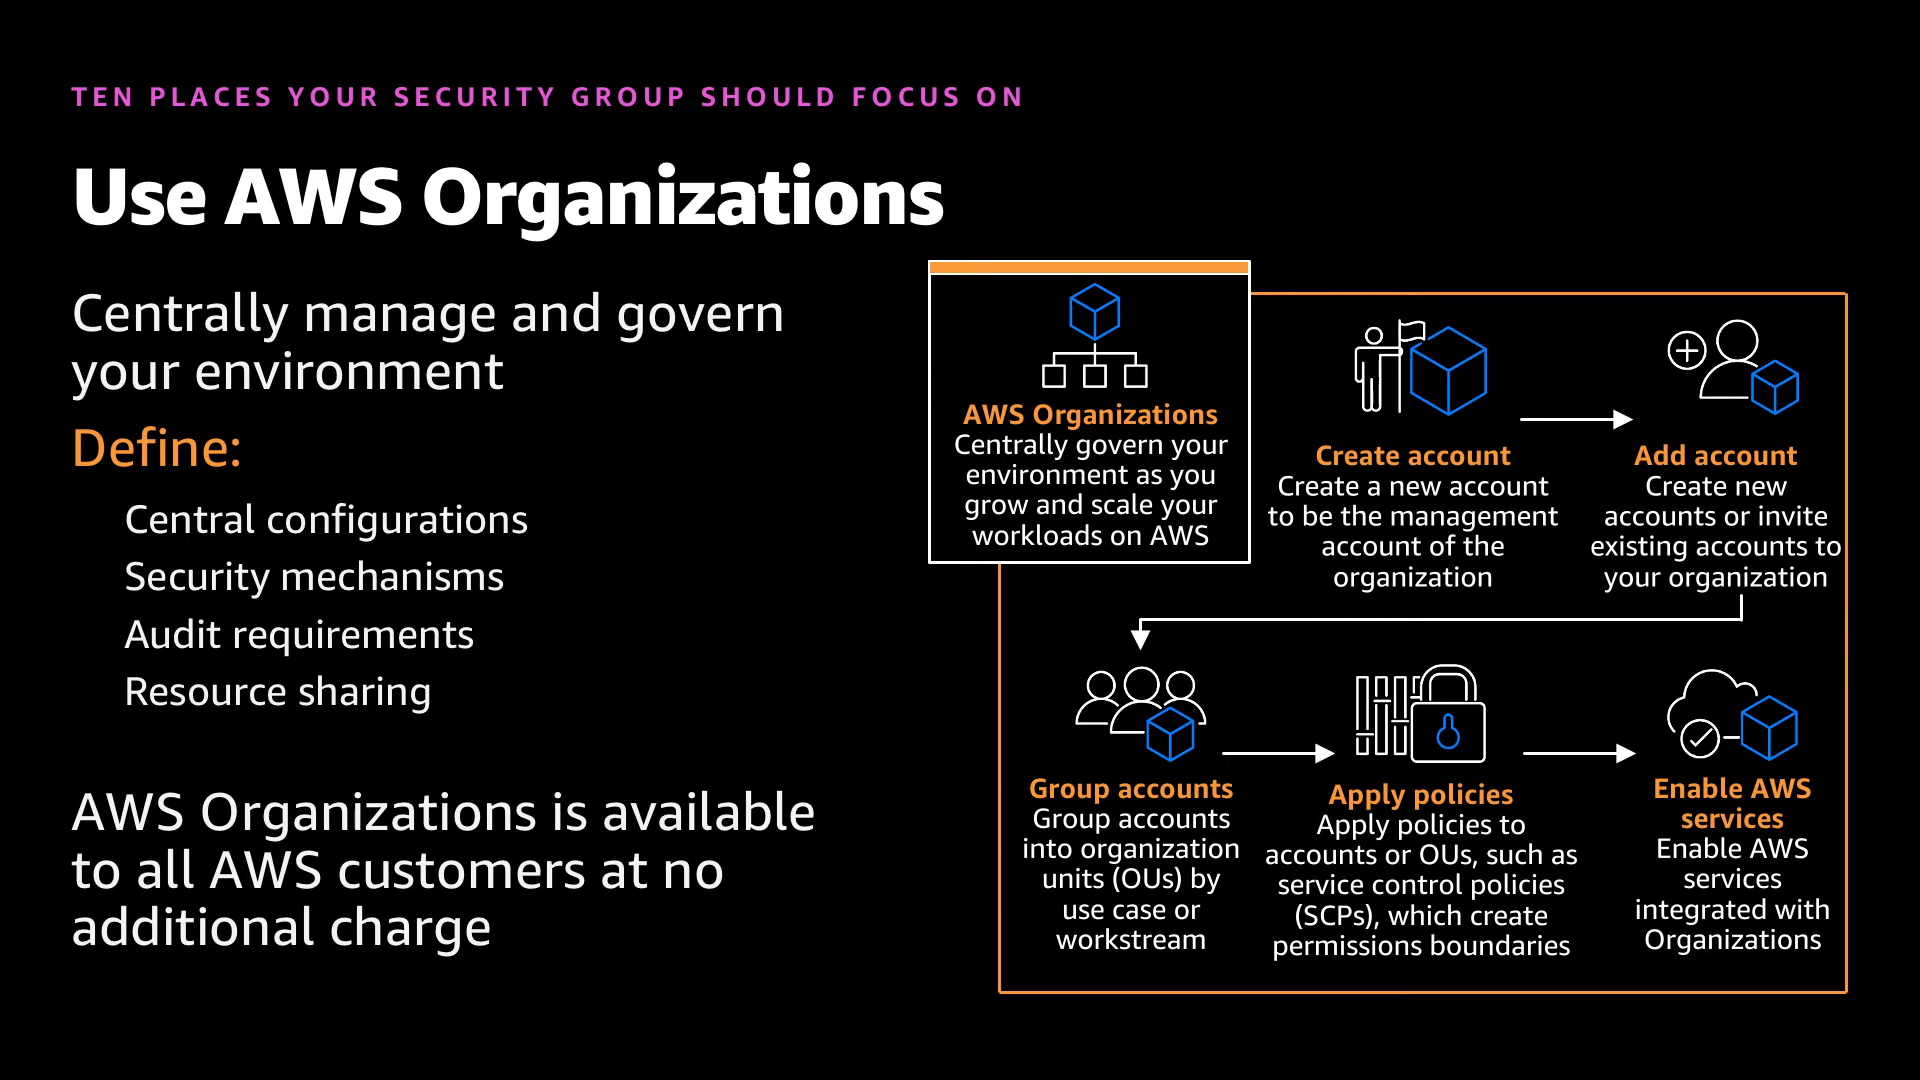 TEN PLACES YOUR SECURITY GROUP SHOULD FOCUS ON
Use AWS Organizations
Centrally manage and govern
your environment
Define:
Central configurations
Security mechanisms
Audit requirements
Resource sharing
AWS Organizations is available
to all AWS customers at no
additional charge
AWS Organizations
Centrally govern your
environment as you
grow and scale your
workloads on AWS
Create account
Create a new account
to be the management
account of the
organization
Add account
Create new
accounts or invite
existing accounts to
your organization
Group accounts
Group accounts
into organization
units (OUs) by
use case or
workstream
Apply policies
Apply policies to
accounts or OUs, such as
service control policies
(SCPs), which create
permissions boundaries
Enable AWS
services
Enable AWS
services
integrated with
Organizations